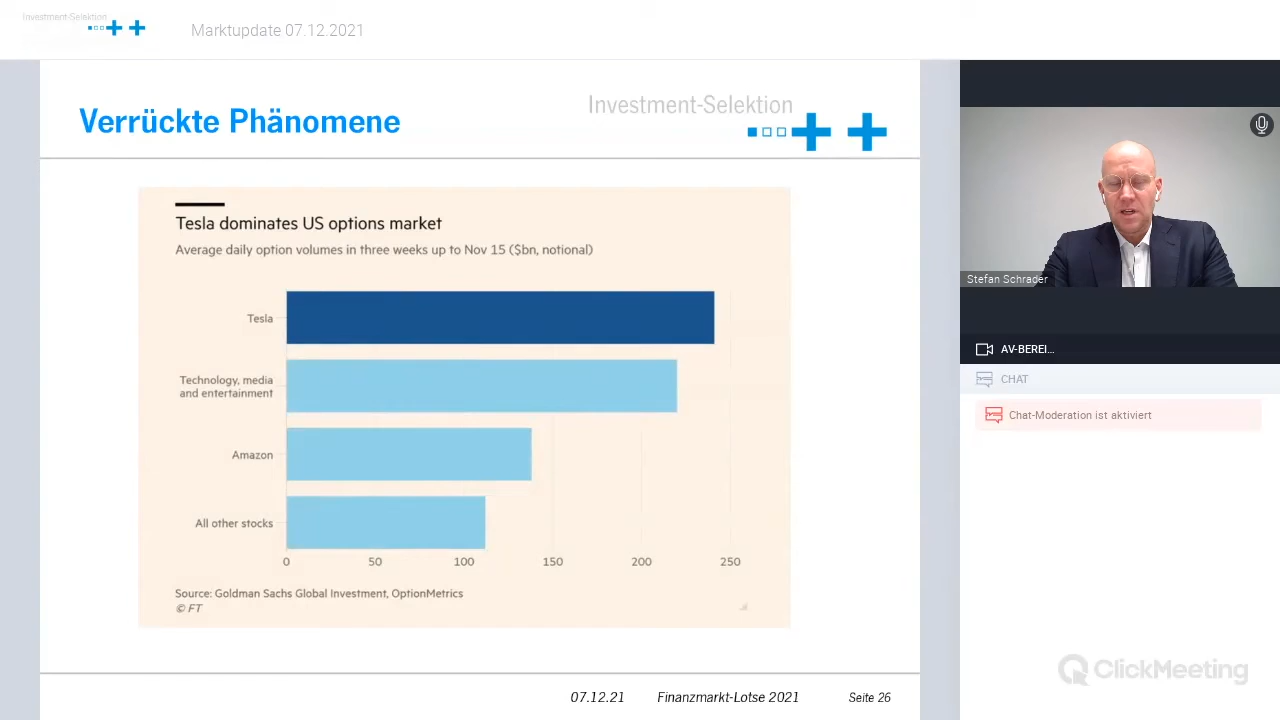 Investment-Selektion
Marktupdate 07.12.2021
Verrückte Phänomene
Investment-Selektion
Tesla dominates US options market
Average daily option volumes in three weeks up to Nov 15 ($bn, notional)
Tesla
Technology, media
and entertainment
Amazon
All other stocks
0 50 100 150 200 250
Source: Goldman Sachs Global Investment, OptionMetrics
© FT
07.12.21 Finanzmarkt-Lotse 2021 Seite 26
Stefan Schrader
AV-BEREI...
CHAT
Chat-Moderation ist aktiviert
ClickMeeting